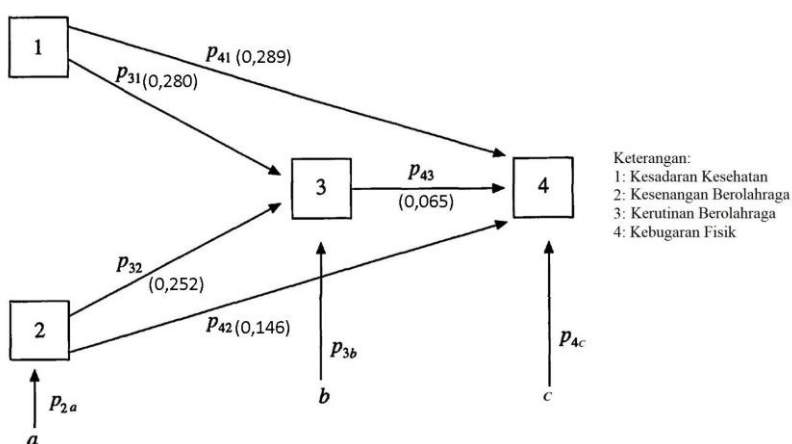 1
p41 (0,289)
p31 (0,280)
3
p43
(0,065)
4
Keterangan:
1: Kesadaran Kesehatan
2: Kesenangan Berolahraga
3: Kerutinan Berolahraga
4: Kebugaran Fisik
p32
(0,252)
2
p42 (0,146)
p2a
a
p3b
b
p4c
c